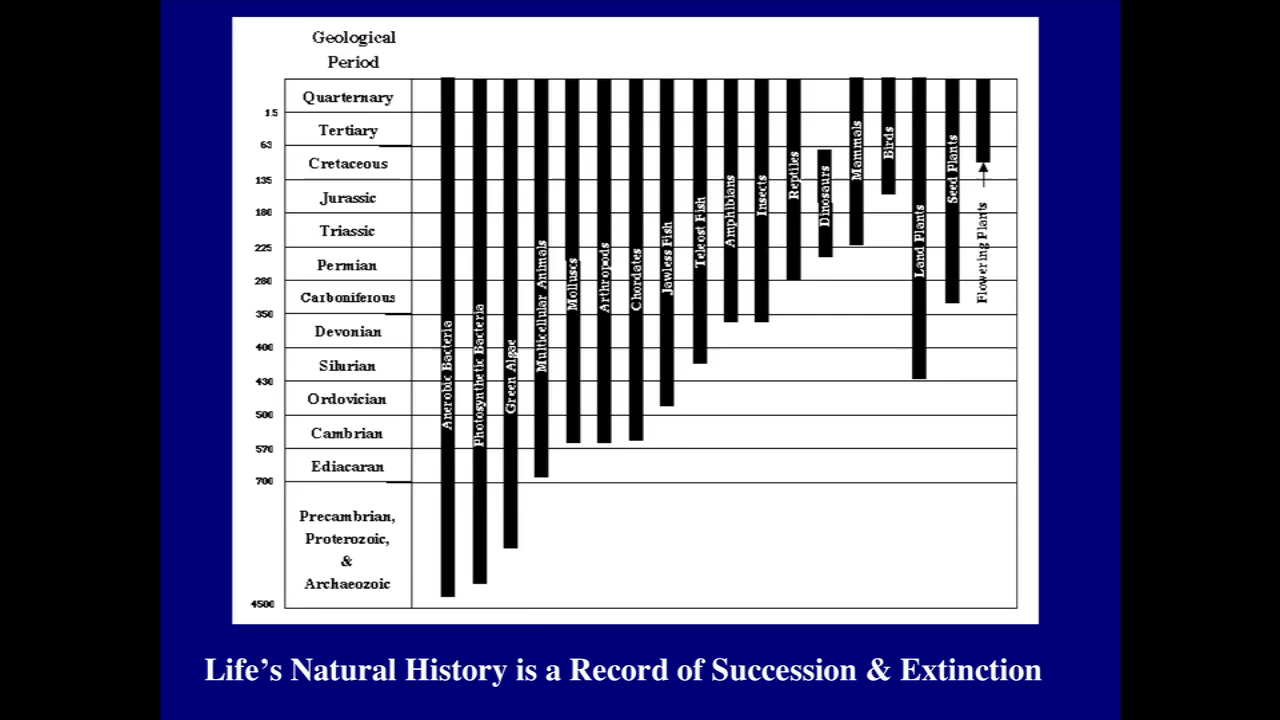 Geological
Period
Quarternary
1.5
Tertiary
63
Cretaceous
135
Jurassic
180
Triassic
225
Permian
280
Carboniferous
350
Devonian
400
Silurian
430
Ordovician
500
Cambrian
570
Ediacaran
700
Precambrian,
Proterozoic,
&
Archaeozoic
4500
Anerobic Bacteria
Photosynthetic Bacteria
Green Algae
Multicellular Animals
Molluscs
Arthropods
Chordates
Jawless Fish
Teleost Fish
Amphibians
Insects
Reptiles
Dinosaurs
Mammals
Birds
Land Plants
Seed Plants
Flowering Plants
Life's Natural History is a Record of Succession & Extinction